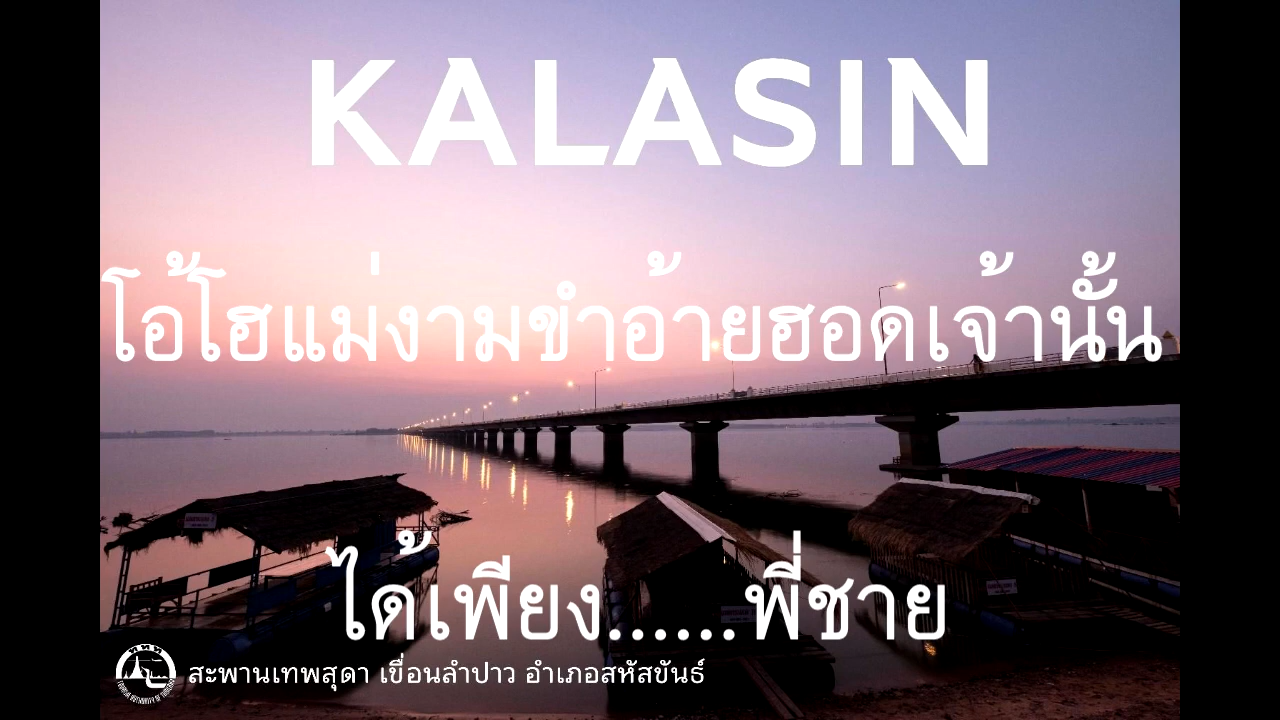 KALASIN
โอ้โฮแม่งามขำอ้ายฮอดเจ้านั้น
ได้เพียง......พี่ชาย
สะพานเทพสุดา เขื่อนลำปาว อำเภอสหัสขันธ์
ททท